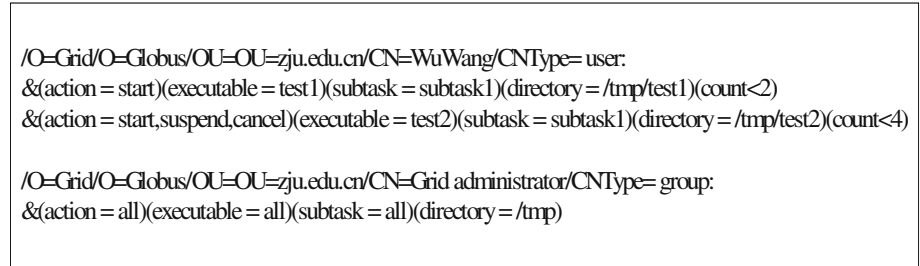 /O=Grid/O=Globus/OU=OU=zju.edu.cn/CN=WuWang/CNType= user:
&(action = start)(executable = test1)(subtask = subtask1)(directory = /tmp/test1)(count<2)
&(action = start,suspend,cancel)(executable = test2)(subtask = subtask1)(directory = /tmp/test2)(count<4)
/O=Grid/O=Globus/OU=OU=zju.edu.cn/CN=Grid administrator/CNType= group:
&(action = all)(executable = all)(subtask = all)(directory = /tmp)